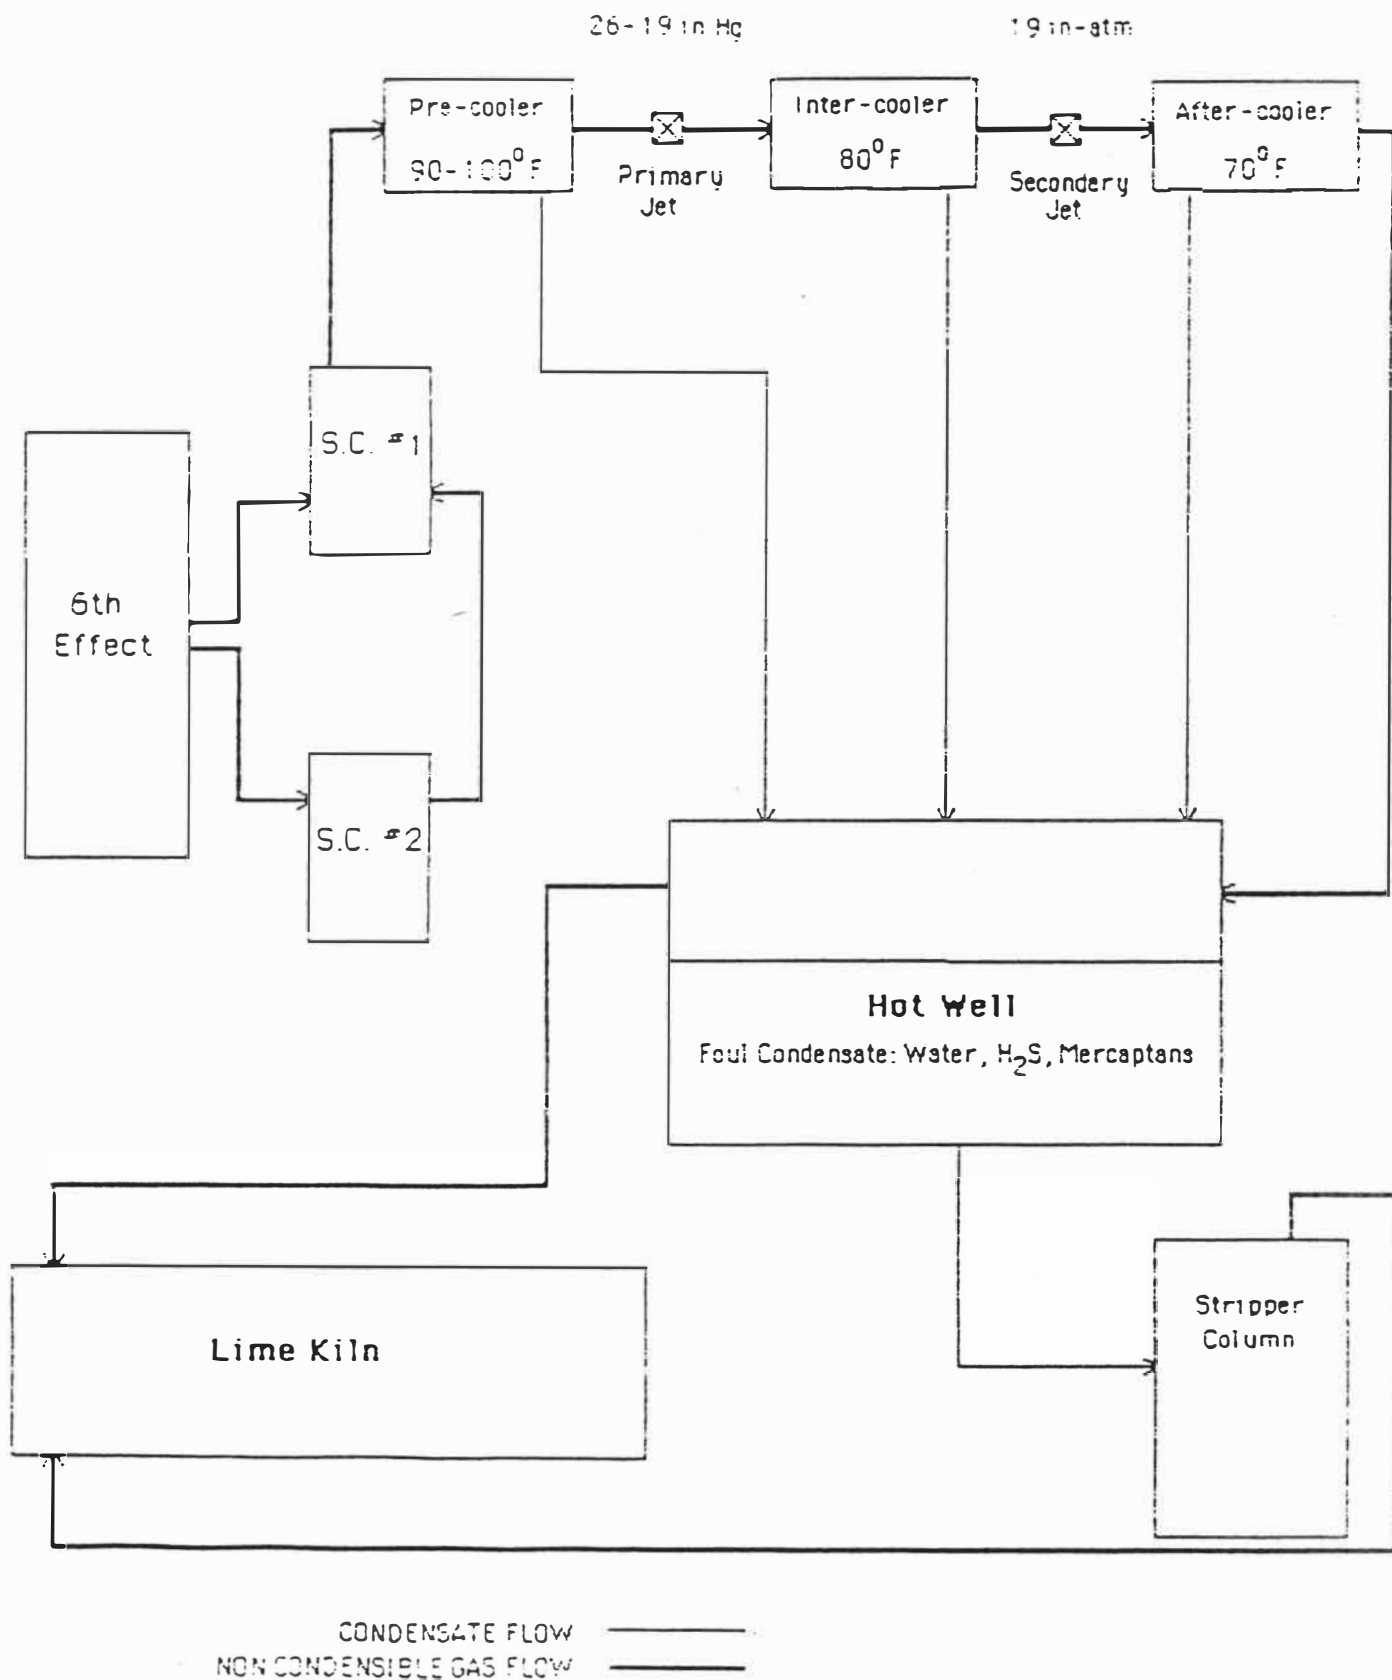 26-19 in Hg
19 in-atm
Pre-cooler
90-100°F
Primary
Jet
Inter-cooler
80°F
Secondary
Jet
After-cooler
70°F
S.C. #1
6th
Effect
S.C. #2
Hot Well
Foul Condensate: Water, H₂S, Mercaptans
Stripper
Column
Lime Kiln
CONDENSATE FLOW
NON CONDENSIBLE GAS FLOW